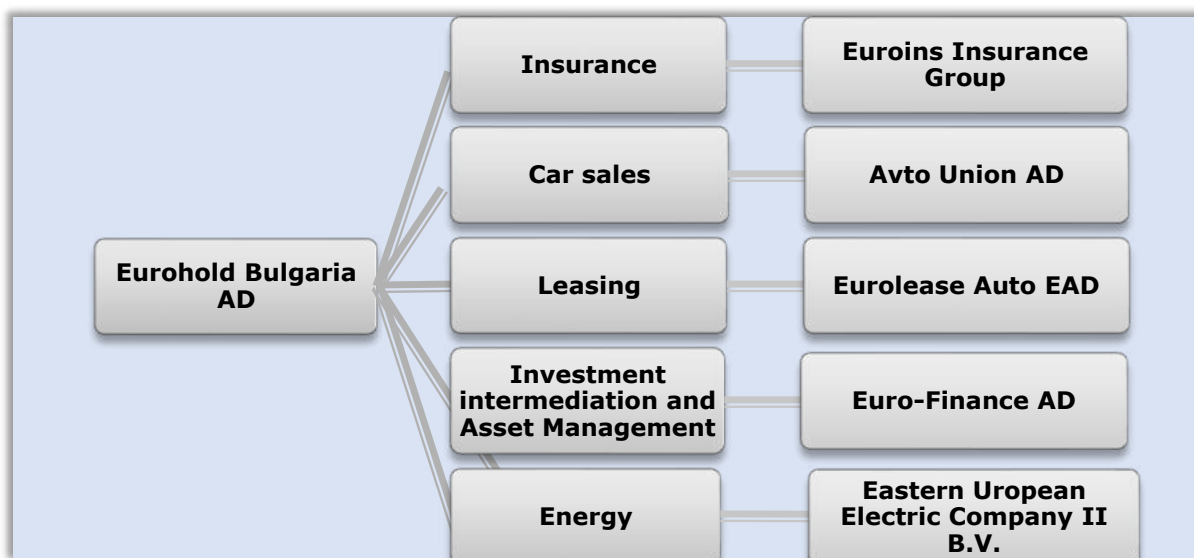 Eurohold Bulgaria
AD
Insurance
Euroins Insurance
Group
Car sales
Avto Union AD
Leasing
Eurolease Auto EAD
Investment
intermediation and
Asset Management
Euro-Finance AD
Energy
Eastern Uropean
Electric Company II
B.V.